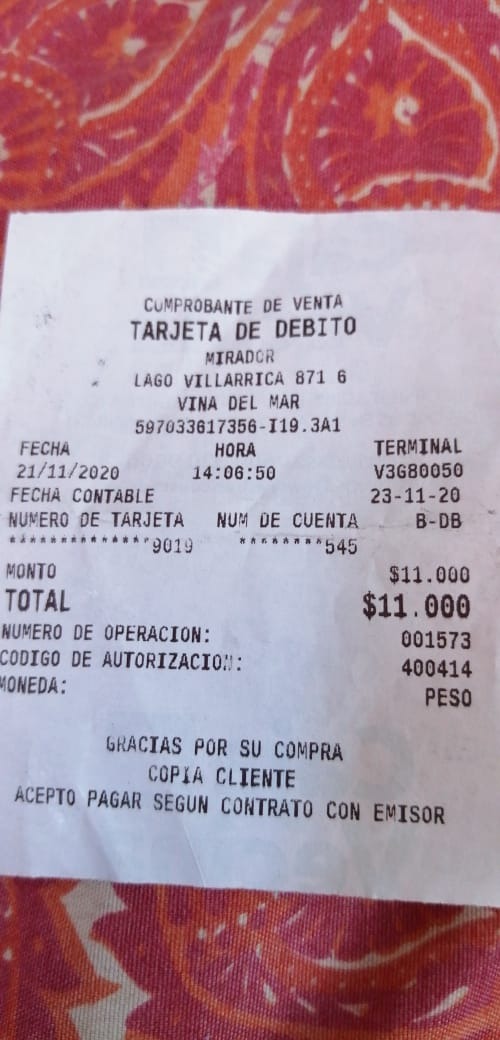 COMPROBANTE DE VENTA
TARJETA DE DEBITO
MIRADOR
LAGO VILLARRICA 871 6
VINA DEL MAR
597033617356-I19.3A1
FECHA HORA TERMINAL
21/11/2020 14:06:50 V3G80050
FECHA CONTABLE 23-11-20
NUMERO DE TARJETA NUM DE CUENTA B-DB
***************9019 ********545
MONTO $11.000
TOTAL $11.000
NUMERO DE OPERACION: 001573
CODIGO DE AUTORIZACION: 400414
MONEDA: PESO
GRACIAS POR SU COMPRA
COPIA CLIENTE
ACEPTO PAGAR SEGUN CONTRATO CON EMISOR